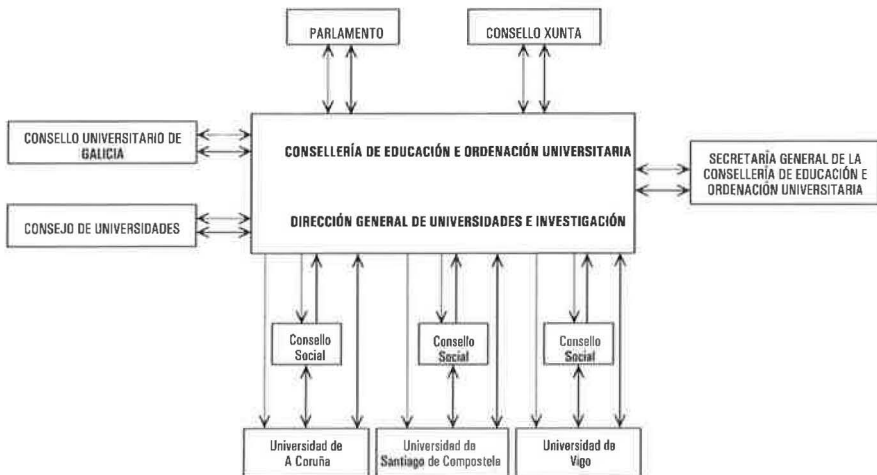 PARLAMENTO
CONSELLO XUNTA
CONSELLO UNIVERSITARIO DE
GALICIA
CONSELLERÍA DE EDUCACIÓN E ORDENACIÓN UNIVERSITARIA
SECRETARÍA GENERAL DE LA
CONSELLERÍA DE EDUCACIÓN E
ORDENACIÓN UNIVERSITARIA
CONSEJO DE UNIVERSIDADES
DIRECCIÓN GENERAL DE UNIVERSIDADES E INVESTIGACIÓN
Consello
Social
Consello
Social
Consello
Social
Universidad de
A Coruña
Universidad de
Santiago de Compostela
Universidad de
Vigo